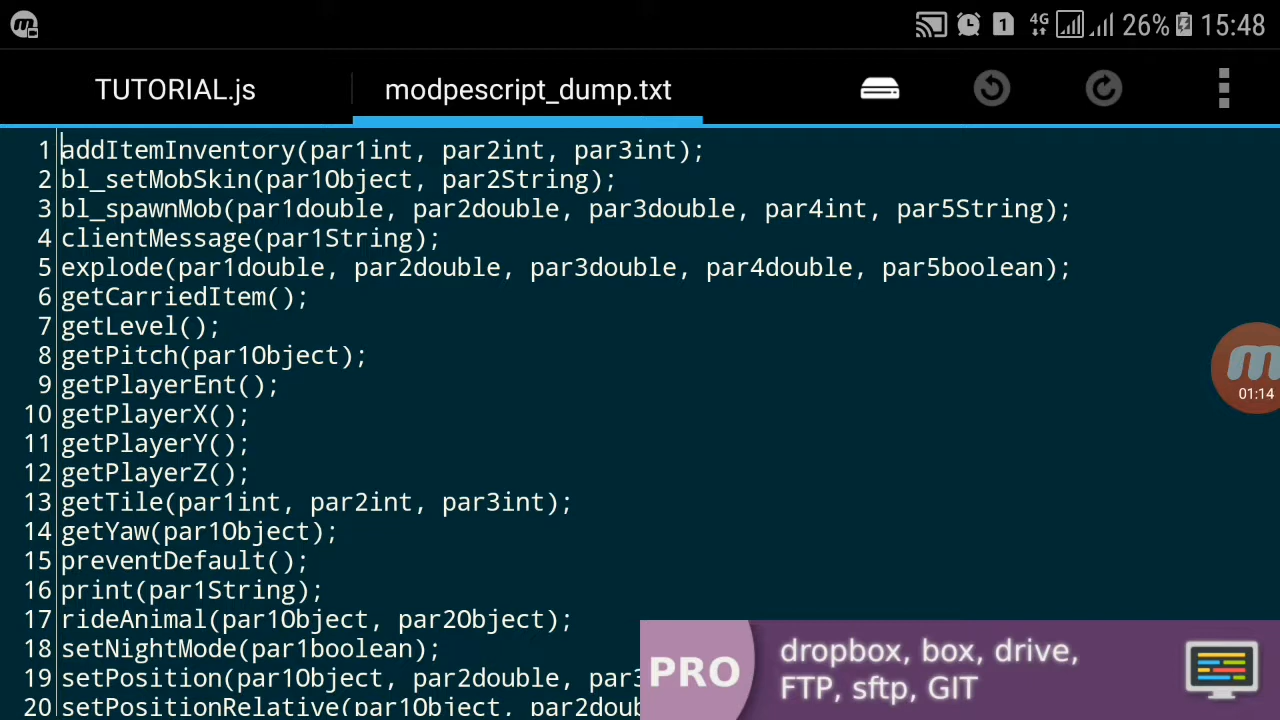 4G 1 26% 15:48
TUTORIAL.js modpescript_dump.txt
1 addItemInventory(par1int, par2int, par3int);
2 bl_setMobSkin(par1Object, par2String);
3 bl_spawnMob(par1double, par2double, par3double, par4int, par5String);
4 clientMessage(par1String);
5 explode(par1double, par2double, par3double, par4double, par5boolean);
6 getCarriedItem();
7 getLevel();
8 getPitch(par1Object);
9 getPlayerEnt();
10 getPlayerX();
11 getPlayerY();
12 getPlayerZ();
13 getTile(par1int, par2int, par3int);
14 getYaw(par1Object);
15 preventDefault();
16 print(par1String);
17 rideAnimal(par1Object, par2Object);
18 setNightMode(par1boolean);
19 setPosition(par1Object, par2double, par3
20 setPositionRelative(par1Object, par2doub
01:14
PRO
dropbox, box, drive,
FTP, sftp, GIT